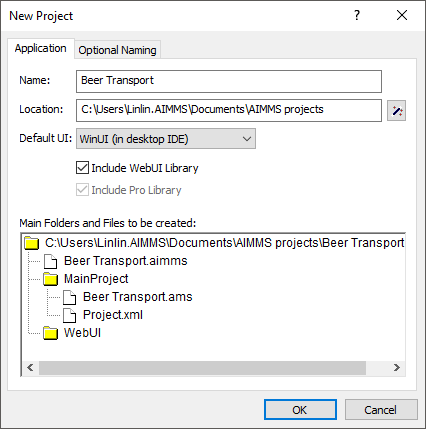 New Project
Application
Optional Naming
Name:
Beer Transport
Location:
C:\Users\Linlin.AIMMS\Documents\AIMMS projects
Default UI:
WinUI (in desktop IDE)
Include WebUI Library
Include Pro Library
Main Folders and Files to be created:
C:\Users\Linlin.AIMMS\Documents\AIMMS projects\Beer Transport
Beer Transport.aimms
MainProject
Beer Transport.ams
Project.xml
WebUI
OK
Cancel